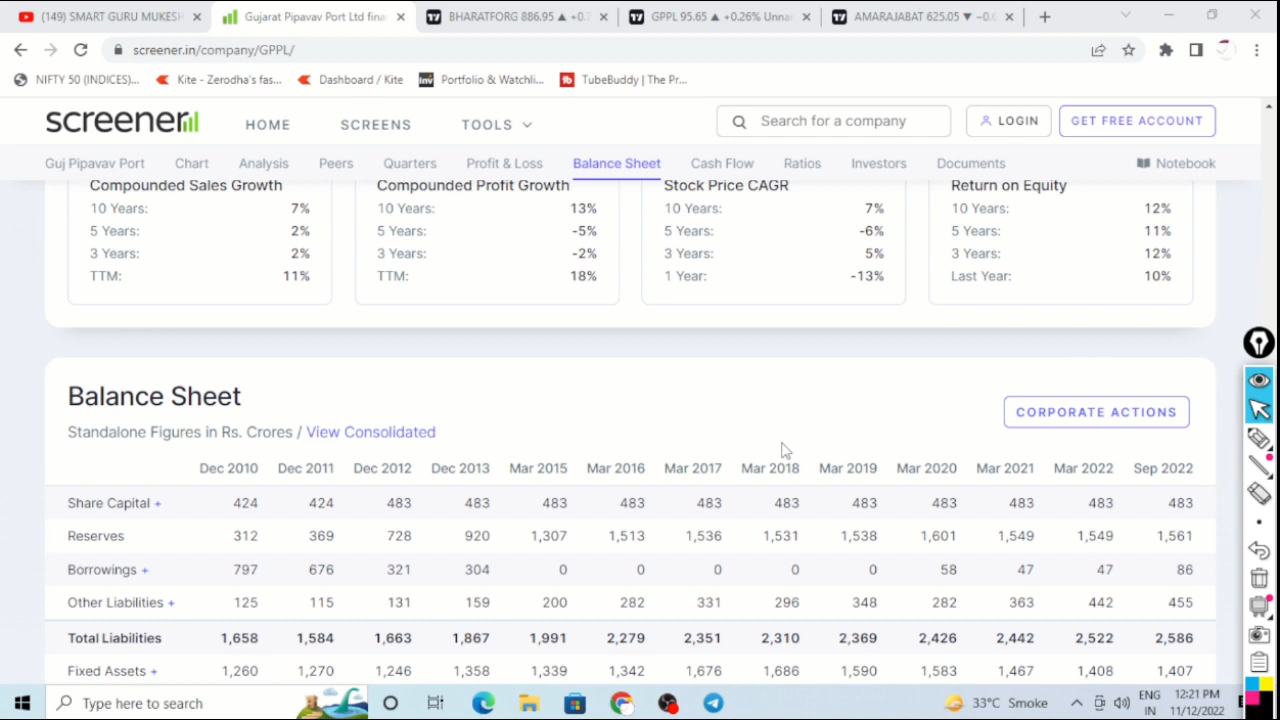 (149) SMART GURU MUKESH
Gujarat Pipavav Port Ltd fina
BHARATFORG 886.95 ▲ +0.
GPPL 95.65 ▲ +0.26% Unna
AMARAJABAT 625.05 ▼ −0.
screener.in/company/GPPL/
NIFTY 50 (INDICES)...
Kite - Zerodha's fas...
Dashboard / Kite
Portfolio & Watchli...
TubeBuddy | The Pr...
screener
HOME
SCREENS
TOOLS
Search for a company
LOGIN
GET FREE ACCOUNT
Guj Pipavav Port Chart Analysis Peers Quarters Profit & Loss Balance Sheet Cash Flow Ratios Investors Documents Notebook
Compounded Sales Growth
10 Years: 7%
5 Years: 2%
3 Years: 2%
TTM: 11%
Compounded Profit Growth
10 Years: 13%
5 Years: -5%
3 Years: -2%
TTM: 18%
Stock Price CAGR
10 Years: 7%
5 Years: -6%
3 Years: 5%
1 Year: -13%
Return on Equity
10 Years: 12%
5 Years: 11%
3 Years: 12%
Last Year: 10%
Balance Sheet
CORPORATE ACTIONS
Standalone Figures in Rs. Crores / View Consolidated
Dec 2010 Dec 2011 Dec 2012 Dec 2013 Mar 2015 Mar 2016 Mar 2017 Mar 2018 Mar 2019 Mar 2020 Mar 2021 Mar 2022 Sep 2022
Share Capital + 424 424 483 483 483 483 483 483 483 483 483 483 483
Reserves 312 369 728 920 1,307 1,513 1,536 1,531 1,538 1,601 1,549 1,549 1,561
Borrowings + 797 676 321 304 0 0 0 0 0 58 47 47 86
Other Liabilities + 125 115 131 159 200 282 331 296 348 282 363 442 455
Total Liabilities 1,658 1,584 1,663 1,867 1,991 2,279 2,351 2,310 2,369 2,426 2,442 2,522 2,586
Fixed Assets + 1,260 1,270 1,246 1,358 1,339 1,342 1,676 1,686 1,590 1,583 1,467 1,408 1,407
Type here to search
33°C Smoke
ENG
IN
12:21 PM
11/12/2022